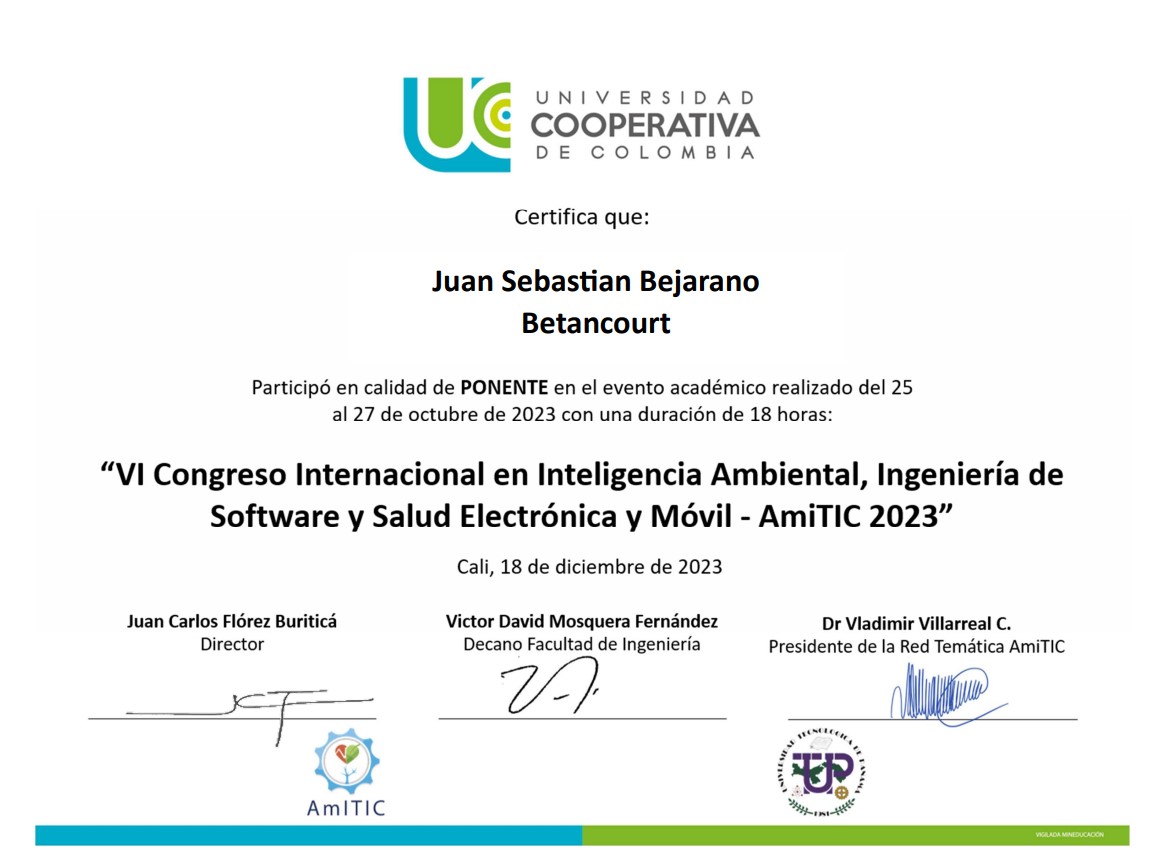 UNIVERSIDAD
COOPERATIVA
DE COLOMBIA
Certifica que:
Juan Sebastian Bejarano
Betancourt
Participó en calidad de PONENTE en el evento académico realizado del 25
al 27 de octubre de 2023 con una duración de 18 horas:
“VI Congreso Internacional en Inteligencia Ambiental, Ingeniería de
Software y Salud Electrónica y Móvil - AmiTIC 2023”
Cali, 18 de diciembre de 2023
Juan Carlos Flórez Buriticá
Director
Victor David Mosquera Fernández
Decano Facultad de Ingeniería
Dr Vladimir Villarreal C.
Presidente de la Red Temática AmiTIC
AmITIC
UNIVERSIDAD TECNOLOGICA DE PANAMA
UTP
1981
VIGILADA MINEDUCACIÓN